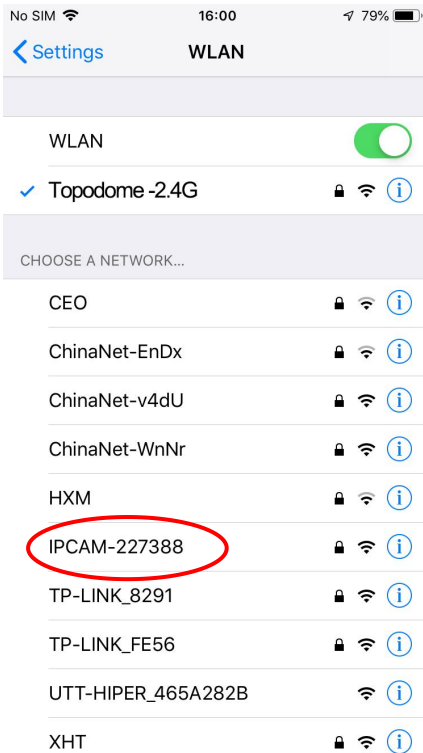 No SIM 16:00 79%
Settings WLAN
WLAN
Topodome -2.4G
CHOOSE A NETWORK...
CEO
ChinaNet-EnDx
ChinaNet-v4dU
ChinaNet-WnNr
HXM
IPCAM-227388
TP-LINK_8291
TP-LINK_FE56
UTT-HIPER_465A282B
XHT